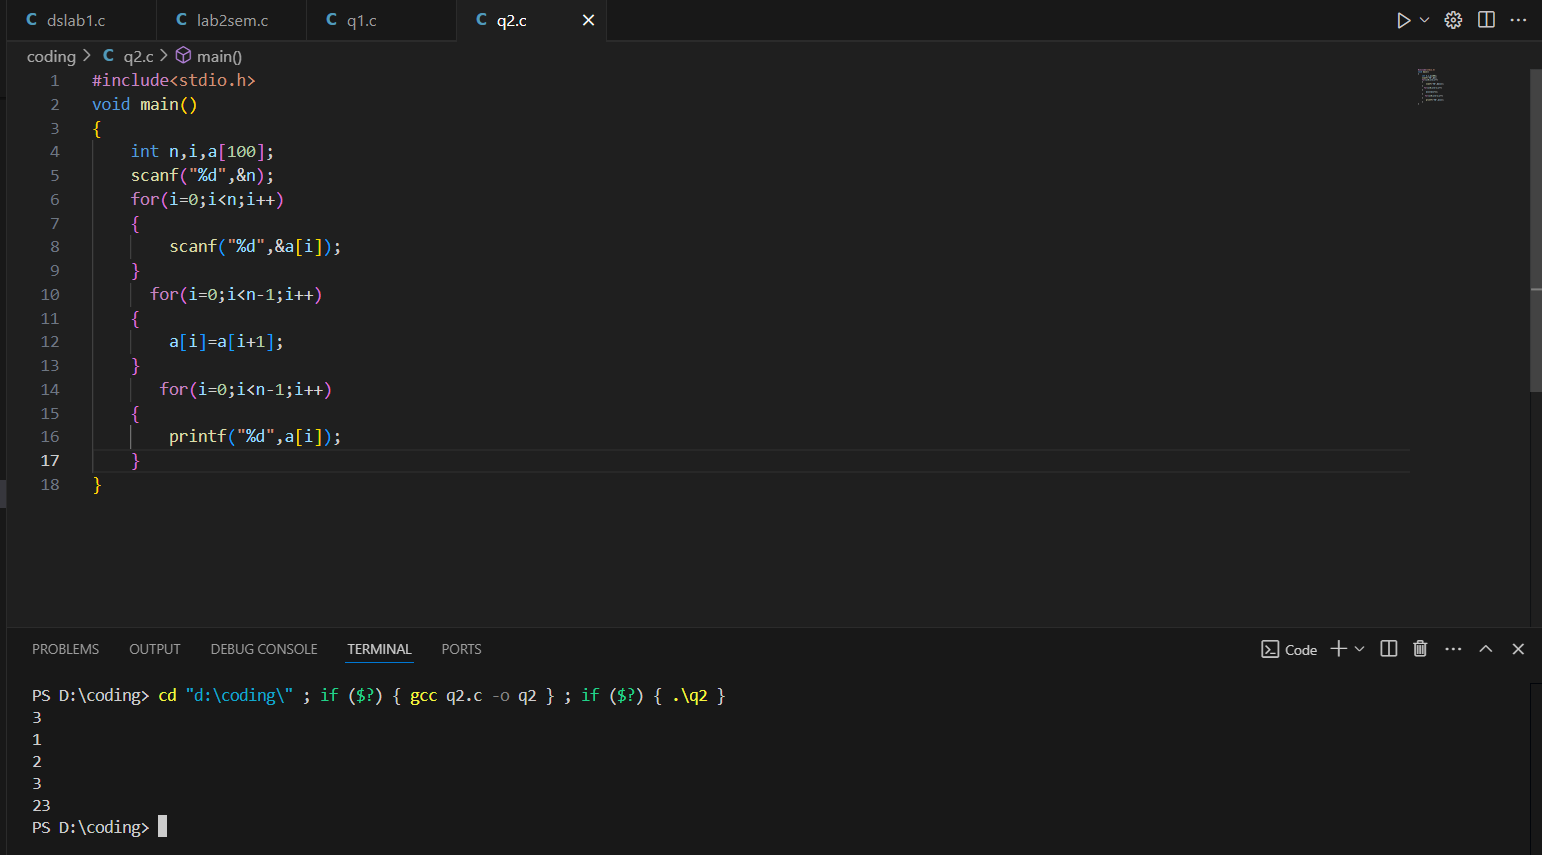 C dslab1.c C lab2sem.c C q1.c C q2.c
coding > C q2.c > main()
1 #include<stdio.h>
2 void main()
3 {
4     int n,i,a[100];
5     scanf("%d",&n);
6     for(i=0;i<n;i++)
7     {
8         scanf("%d",&a[i]);
9     }
10       for(i=0;i<n-1;i++)
11     {
12         a[i]=a[i+1];
13     }
14        for(i=0;i<n-1;i++)
15     {
16         printf("%d",a[i]);
17     }
18 }
PROBLEMS OUTPUT DEBUG CONSOLE TERMINAL PORTS Code
PS D:\coding> cd "d:\coding\" ; if ($?) { gcc q2.c -o q2 } ; if ($?) { .\q2 }
3
1
2
3
23
PS D:\coding>